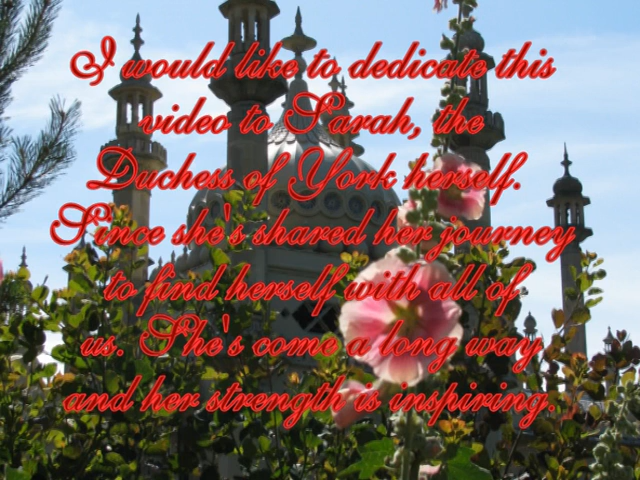 I would like to dedicate this
video to Sarah, the
Duchess of York herself.
Since she's shared her journey
to find herself with all of
us. She's come a long way
and her strength is inspiring.